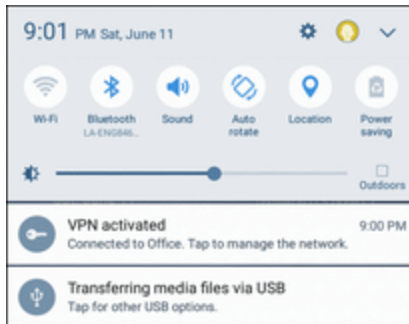 9:01 PM Sat, June 11
Wi-Fi Bluetooth Sound Auto Location Power
LA-ENG846... rotate saving
Outdoors
VPN activated 9:00 PM
Connected to Office. Tap to manage the network.
Transferring media files via USB
Tap for other USB options.